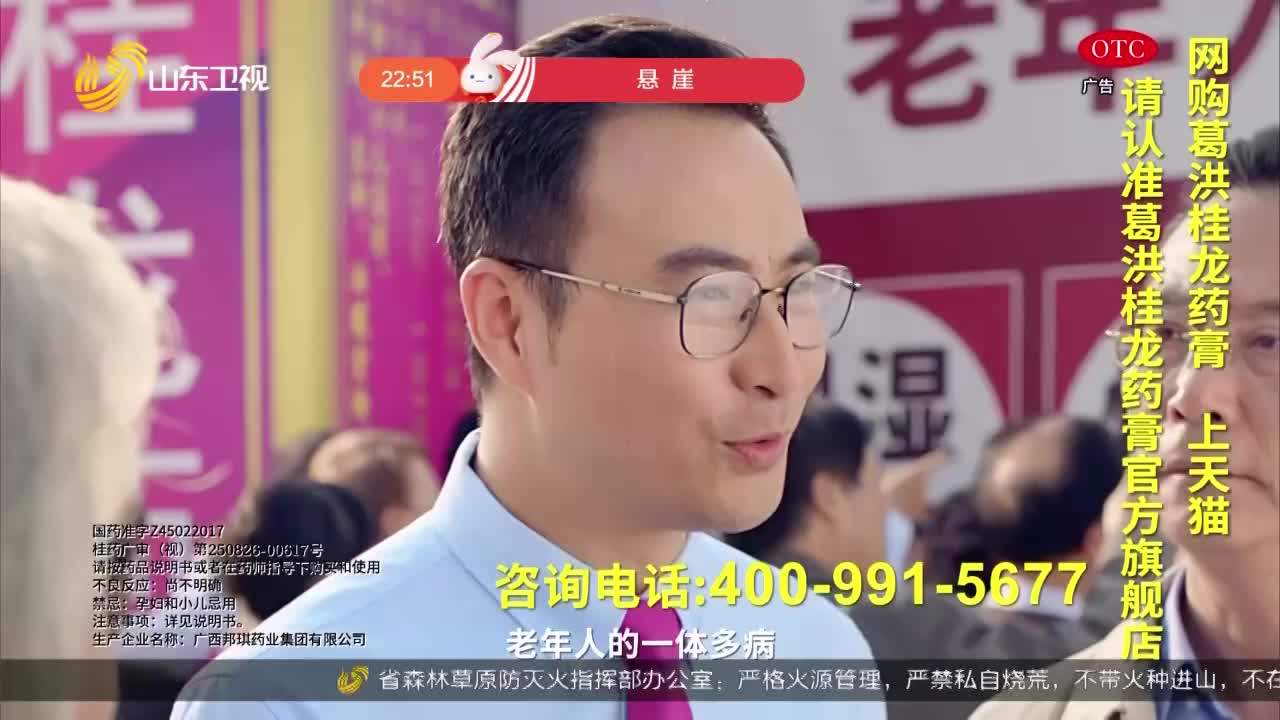 山东卫视
22:51
悬崖
OTC
广告
网购葛洪桂龙药膏 上天猫
请认准葛洪桂龙药膏官方旗舰店
老年人
桂龙药
湿
国药准字Z45022017
桂药广审（视）第250826-00617号
请按药品说明书或者在药师指导下购买和使用
不良反应：尚不明确
禁忌：孕妇和小儿忌用
注意事项：详见说明书。
生产企业名称：广西邦琪药业集团有限公司
咨询电话:400-991-5677
老年人的一体多病
省森林草原防灭火指挥部办公室：严格火源管理，严禁私自烧荒，不带火种进山，不在